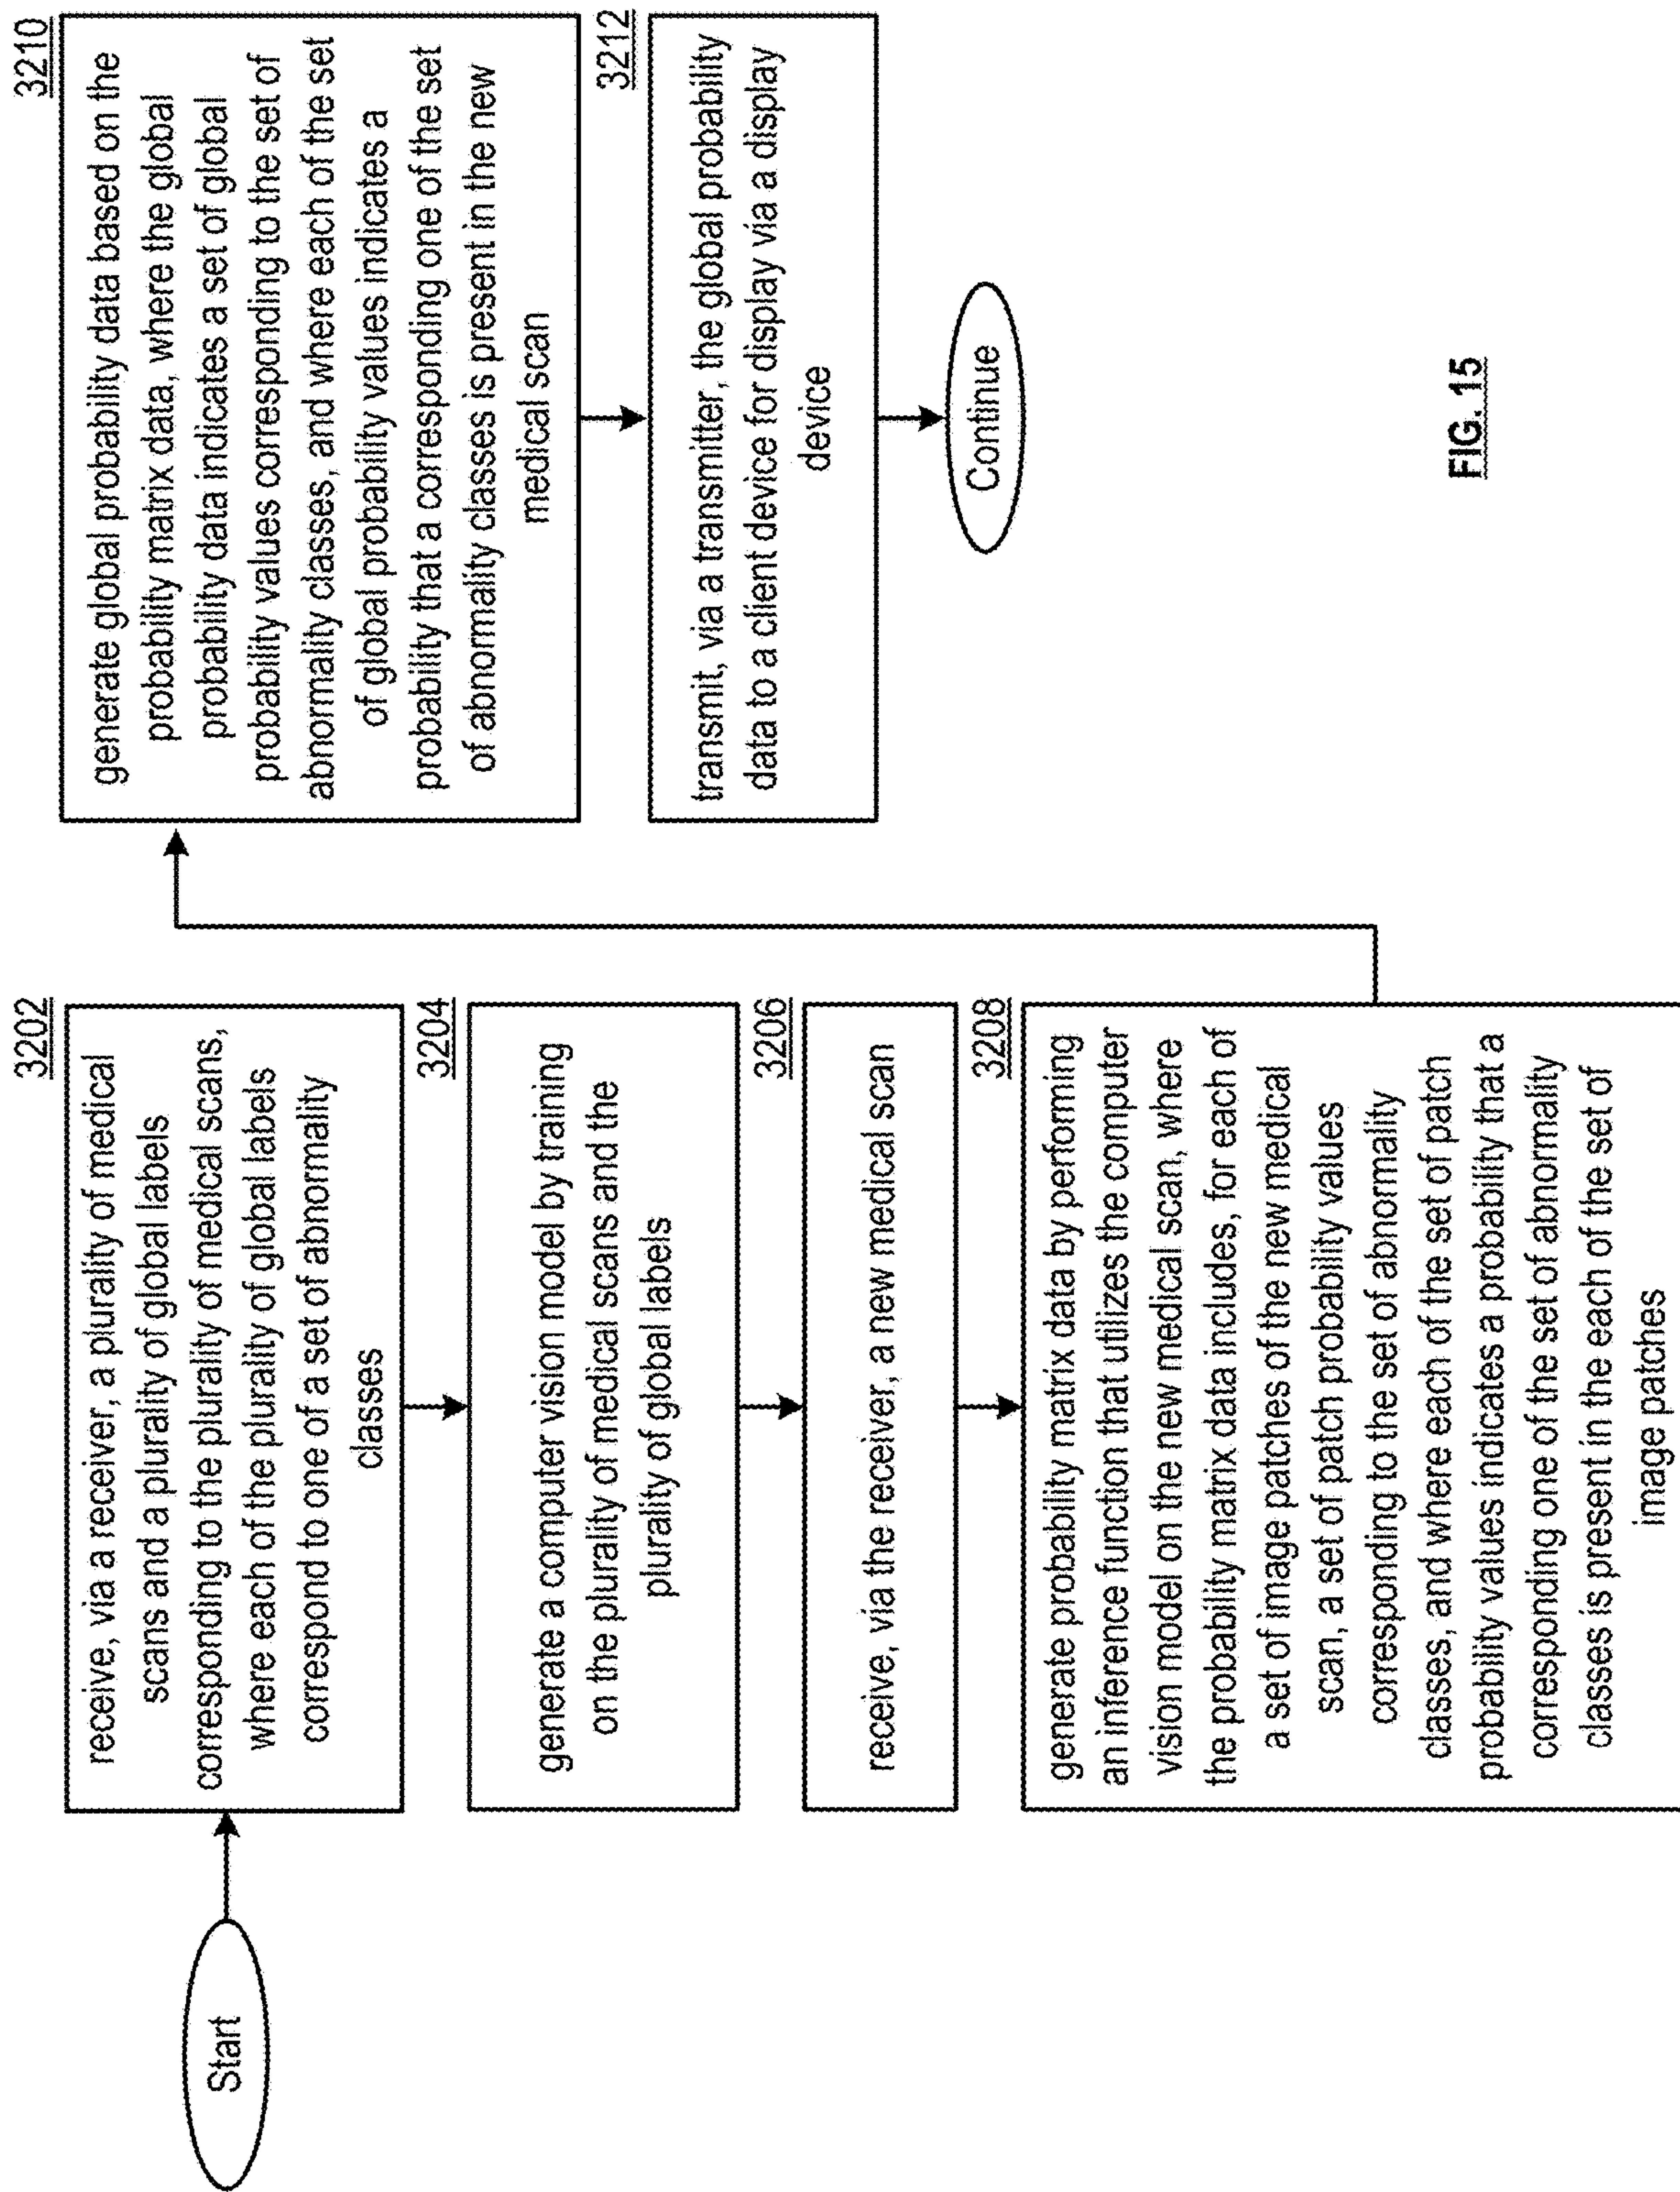 Start
3202
receive, via a receiver, a plurality of medical
scans and a plurality of global labels
corresponding to the plurality of medical scans,
where each of the plurality of global labels
correspond to one of a set of abnormality
classes
3204
generate a computer vision model by training
on the plurality of medical scans and the
plurality of global labels
3206
receive, via the receiver, a new medical scan
3208
generate probability matrix data by performing
an inference function that utilizes the computer
vision model on the new medical scan, where
the probability matrix data includes, for each of
a set of image patches of the new medical
scan, a set of patch probability values
corresponding to the set of abnormality
classes, and where each of the set of patch
probability values indicates a probability that a
corresponding one of the set of abnormality
classes is present in the each of the set of
image patches
3210
generate global probability data based on the
probability matrix data, where the global
probability data indicates a set of global
probability values corresponding to the set of
abnormality classes, and where each of the set
of global probability values indicates a
probability that a corresponding one of the set
of abnormality classes is present in the new
medical scan
3212
transmit, via a transmitter, the global probability
data to a client device for display via a display
device
Continue
FIG. 15